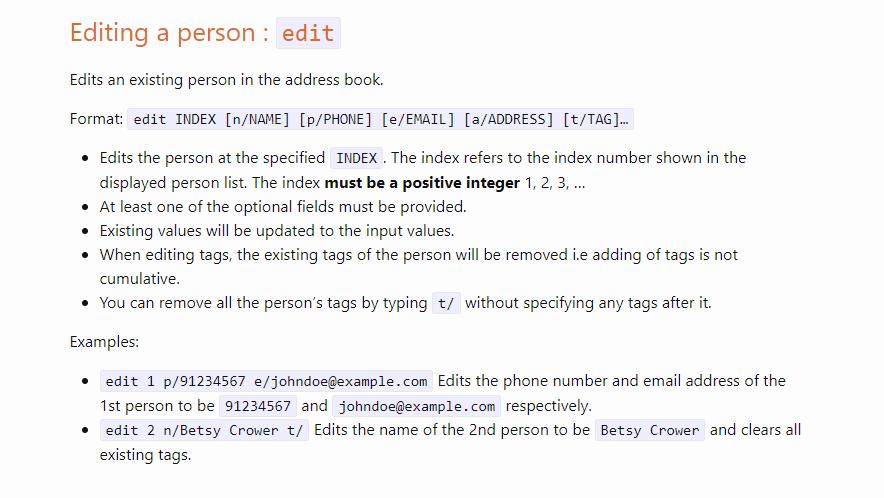 Editing a person : edit
Edits an existing person in the address book.
Format: edit INDEX [n/NAME] [p/PHONE] [e/EMAIL] [a/ADDRESS] [t/TAG]…
• Edits the person at the specified INDEX. The index refers to the index number shown in the
displayed person list. The index must be a positive integer 1, 2, 3, …
• At least one of the optional fields must be provided.
• Existing values will be updated to the input values.
• When editing tags, the existing tags of the person will be removed i.e adding of tags is not
cumulative.
• You can remove all the person’s tags by typing t/ without specifying any tags after it.
Examples:
• edit 1 p/91234567 e/johndoe@example.com Edits the phone number and email address of the
1st person to be 91234567 and johndoe@example.com respectively.
• edit 2 n/Betsy Crower t/ Edits the name of the 2nd person to be Betsy Crower and clears all
existing tags.